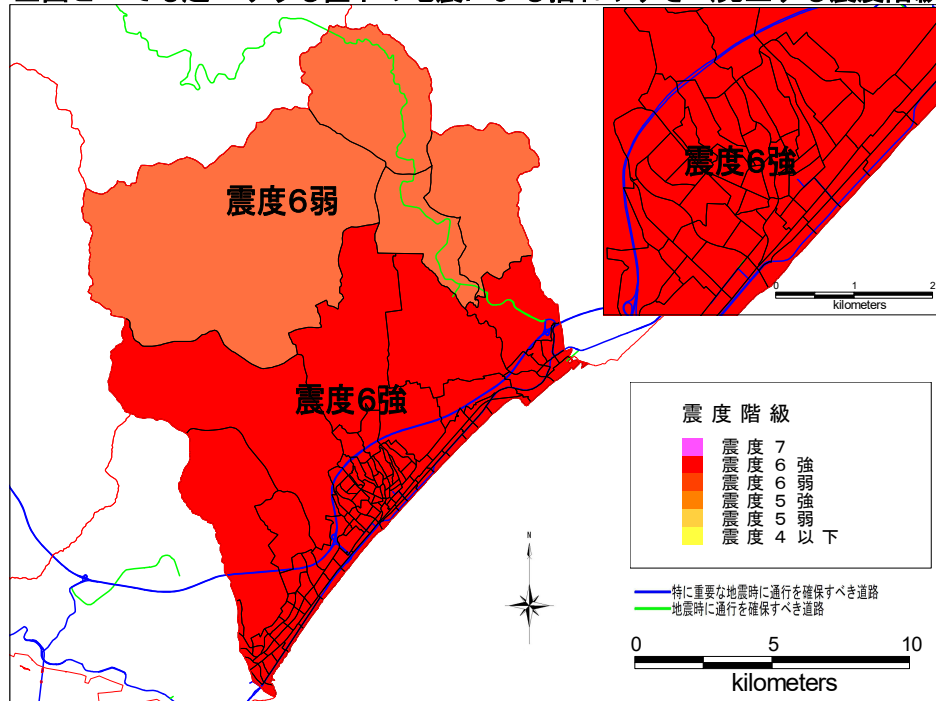 震度6弱
震度6強
震度6強
0 1 2
kilometers
震度階級
震度7
震度6強
震度6弱
震度5強
震度5弱
震度4以下
N
特に重要な地震時に通行を確保すべき道路
地震時に通行を確保すべき道路
0 5 10
kilometers